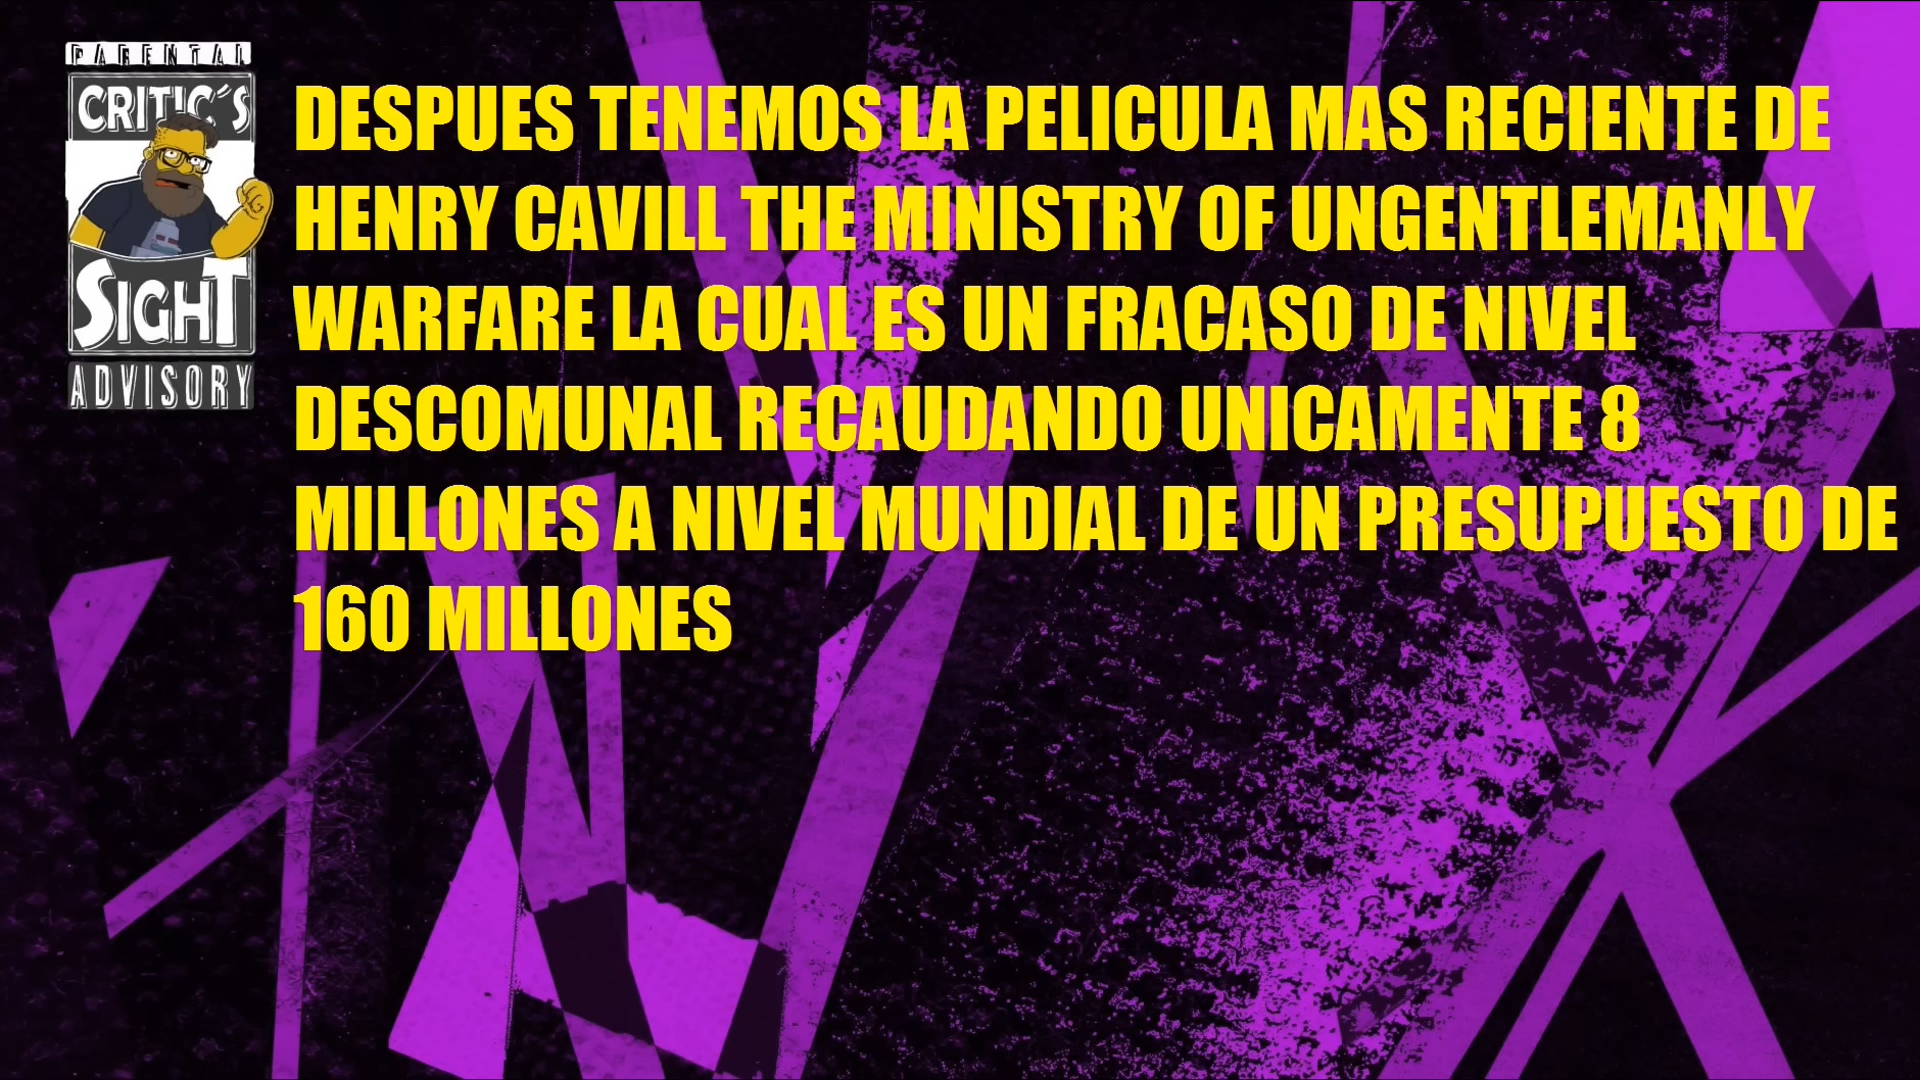 PARENTAL
CRITIC´S
SIGHT
ADVISORY
DESPUES TENEMOS LA PELICULA MAS RECIENTE DE
HENRY CAVILL THE MINISTRY OF UNGENTLEMANLY
WARFARE LA CUAL ES UN FRACASO DE NIVEL
DESCOMUNAL RECAUDANDO UNICAMENTE 8
MILLONES A NIVEL MUNDIAL DE UN PRESUPUESTO DE
160 MILLONES